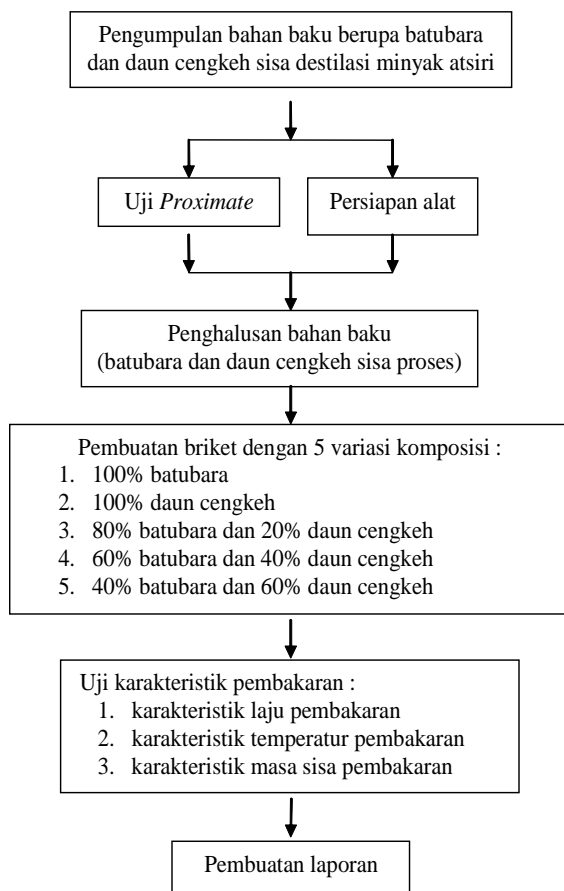 Pengumpulan bahan baku berupa batubara
dan daun cengkeh sisa destilasi minyak atsiri
Uji Proximate
Persiapan alat
Penghalusan bahan baku
(batubara dan daun cengkeh sisa proses)
Pembuatan briket dengan 5 variasi komposisi :
1. 100% batubara
2. 100% daun cengkeh
3. 80% batubara dan 20% daun cengkeh
4. 60% batubara dan 40% daun cengkeh
5. 40% batubara dan 60% daun cengkeh
Uji karakteristik pembakaran :
1. karakteristik laju pembakaran
2. karakteristik temperatur pembakaran
3. karakteristik masa sisa pembakaran
Pembuatan laporan